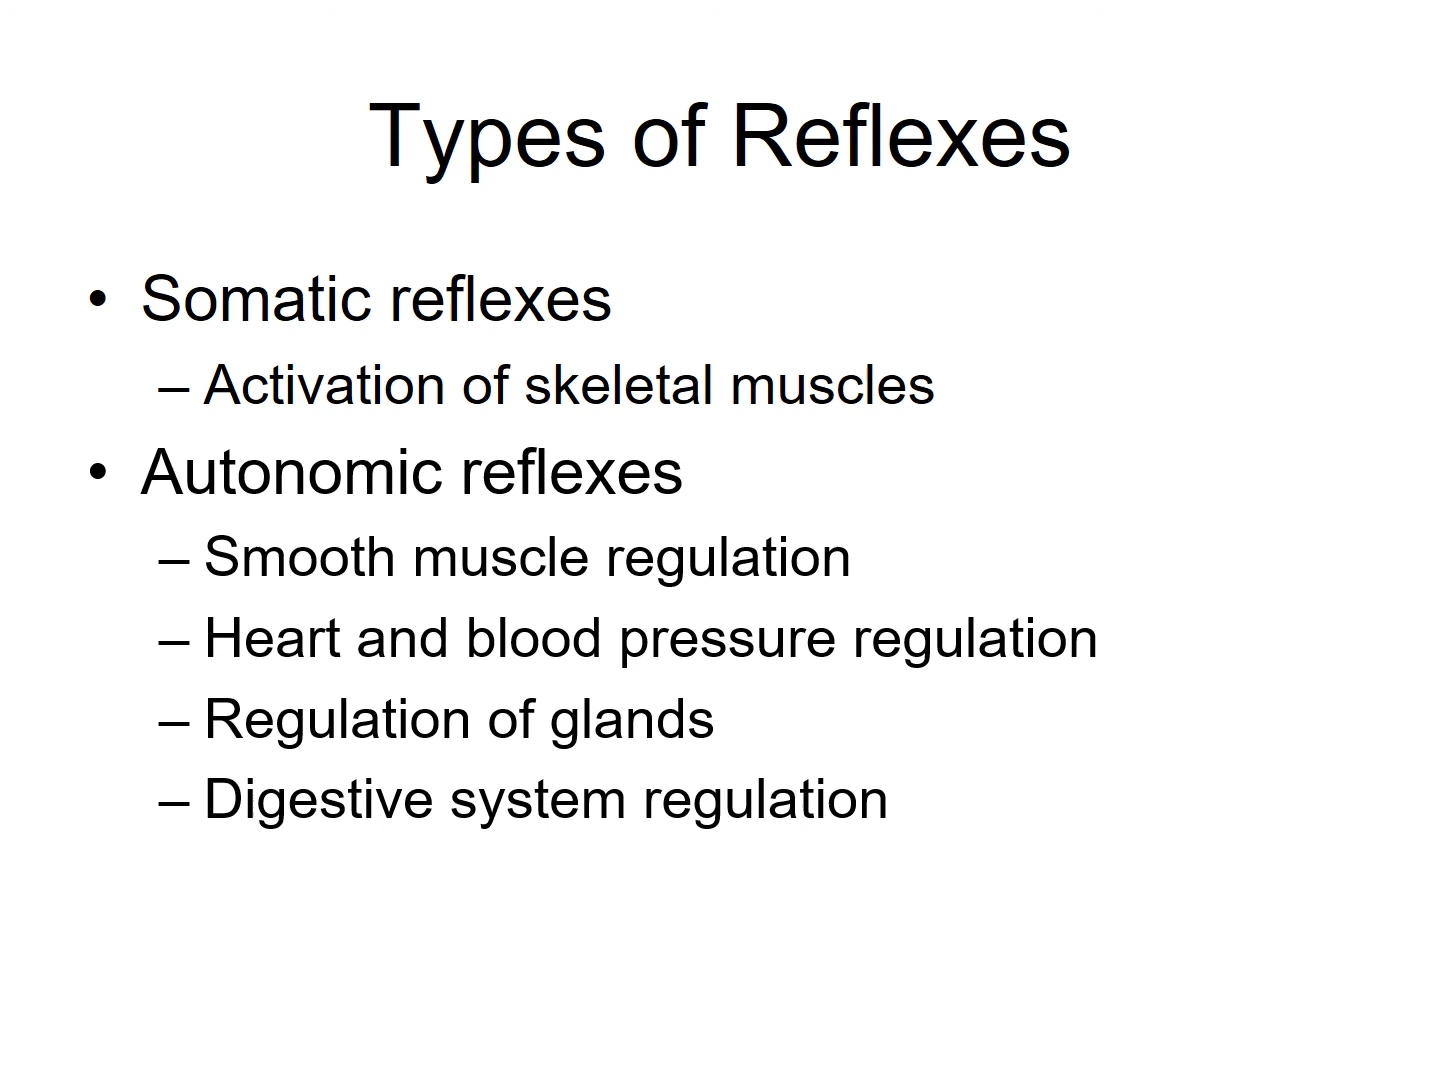 Types of Reflexes
• Somatic reflexes
– Activation of skeletal muscles
• Autonomic reflexes
– Smooth muscle regulation
– Heart and blood pressure regulation
– Regulation of glands
– Digestive system regulation